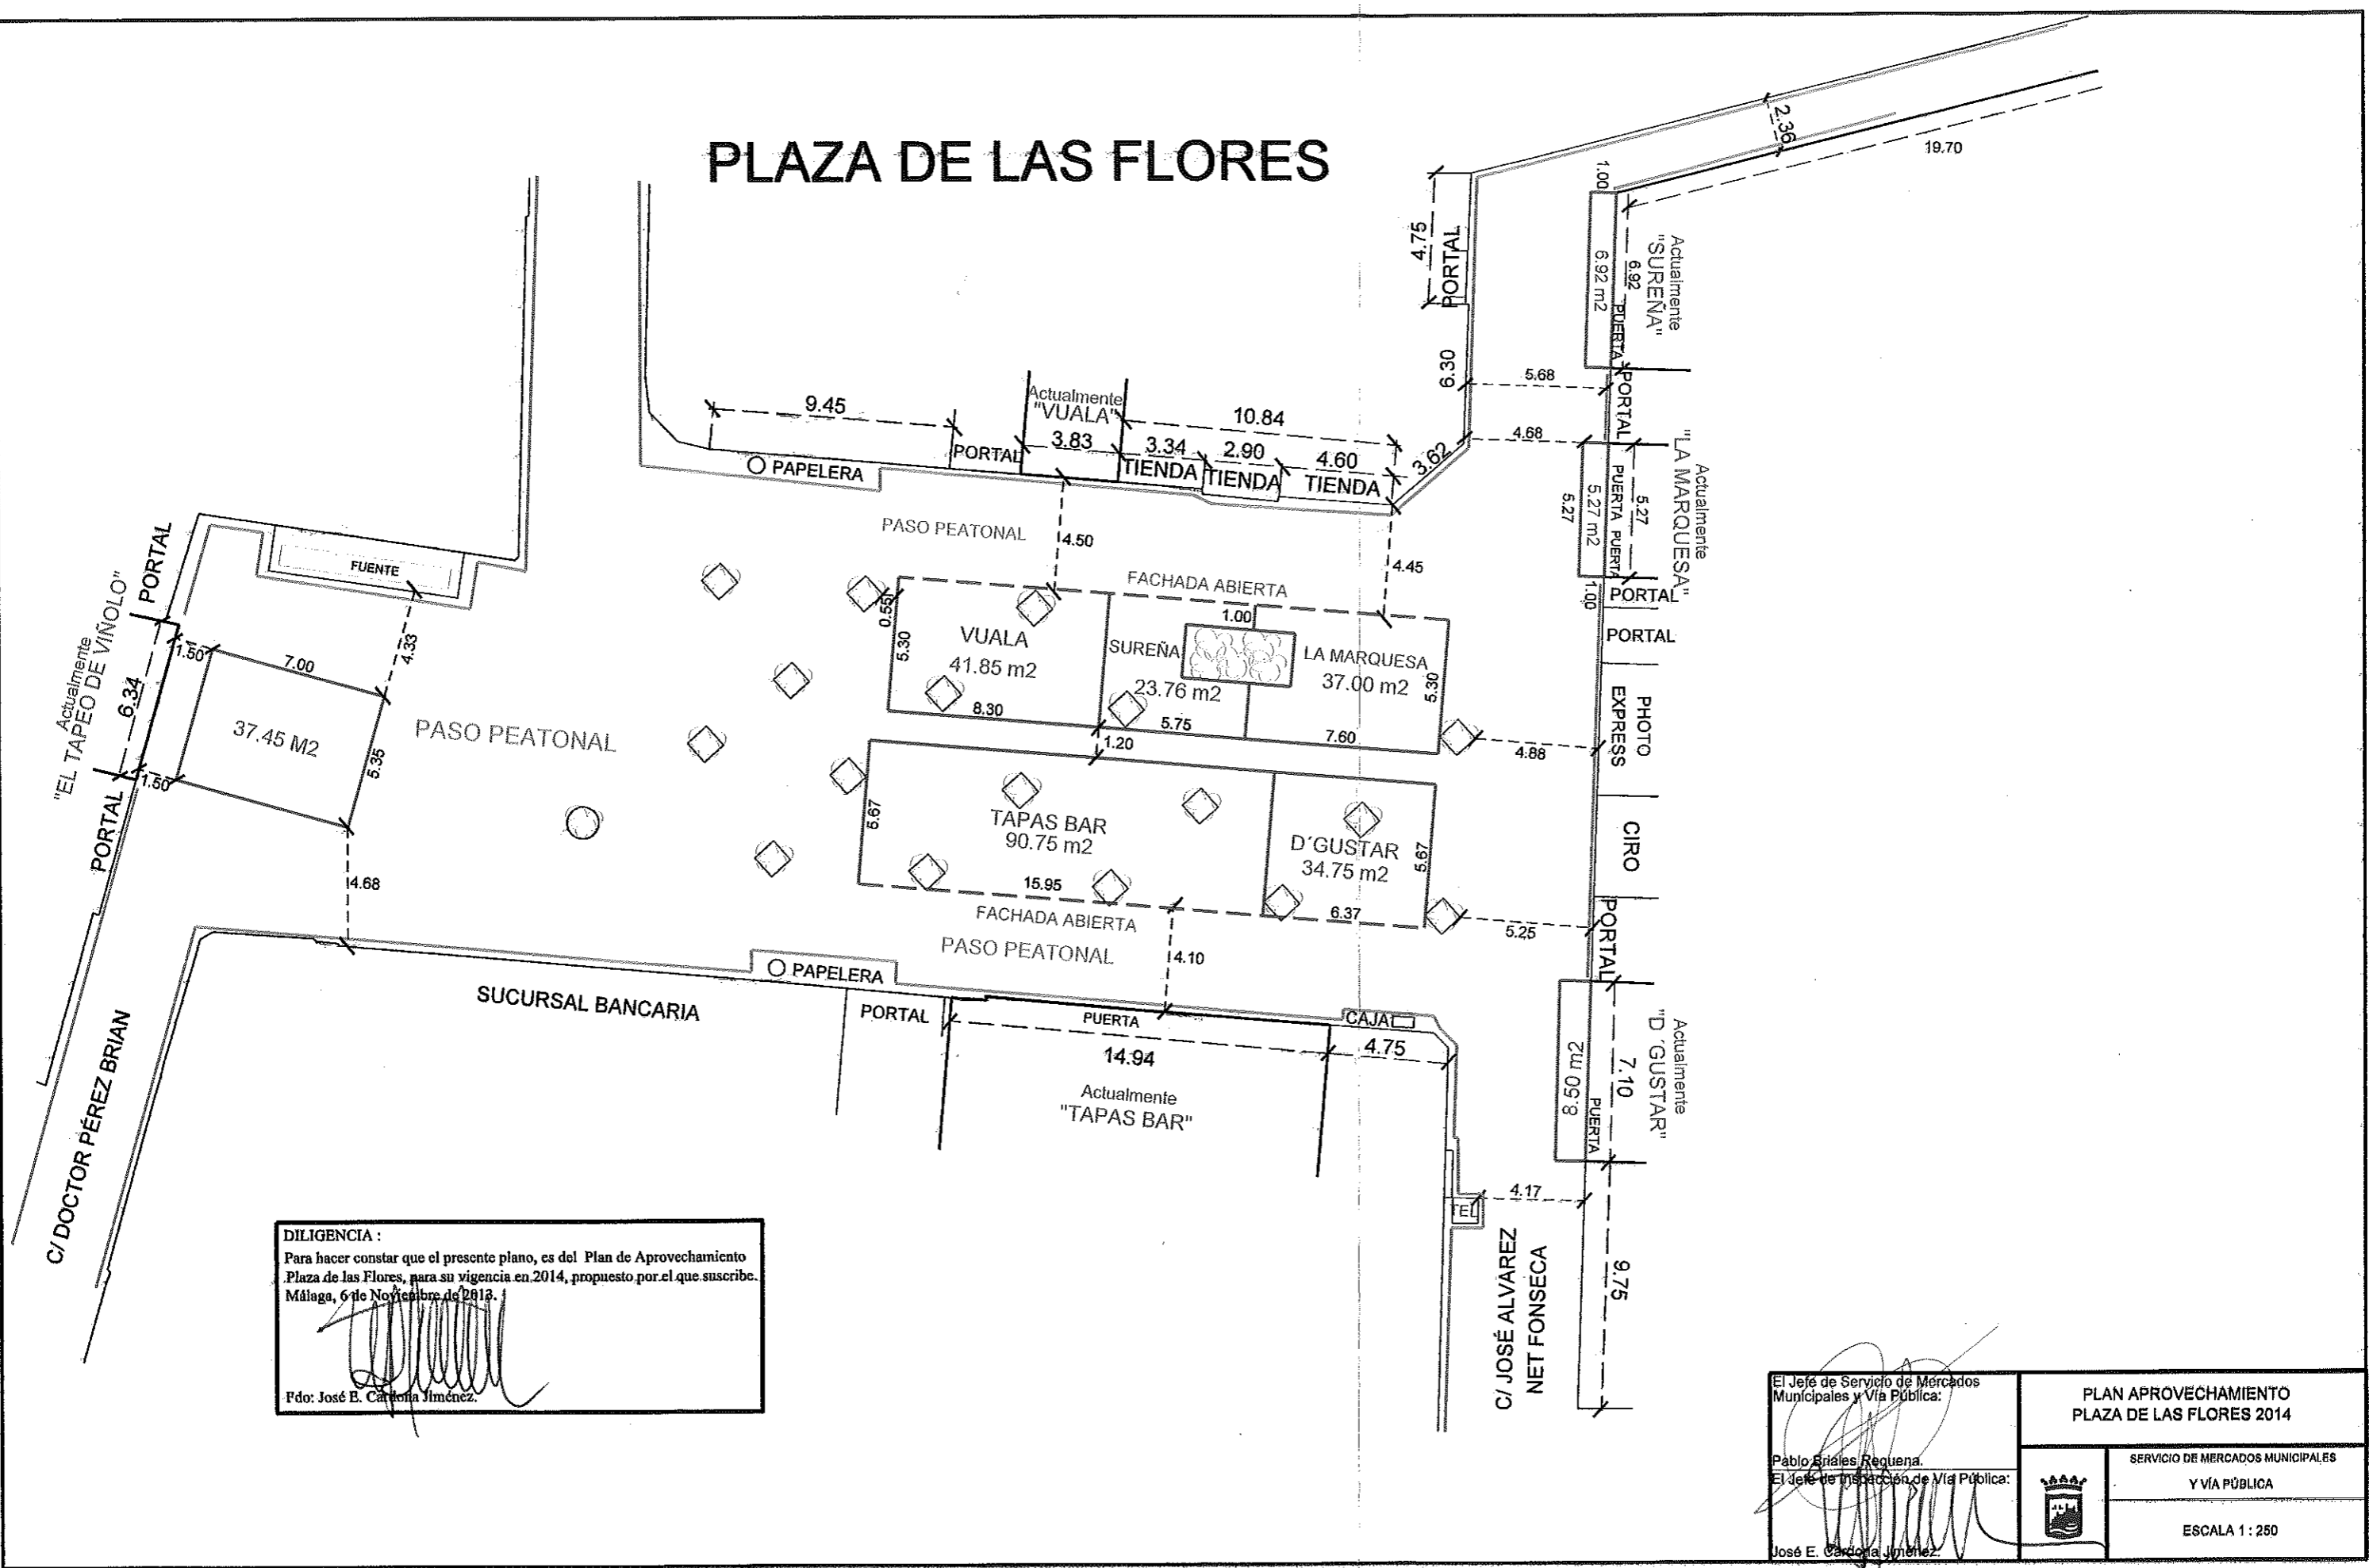 PLAZA DE LAS FLORES
2.36
19.70
1.00
4.75
PORTAL
6.92 m2
6.92
PUERTA
Actualmente
"SUREÑA"
6.30
5.68
PORTAL
9.45
Actualmente
"VUALA"
10.84
3.83
3.34
2.90
4.60
3.62
4.68
PAPELERA
PORTAL
TIENDA
TIENDA
TIENDA
5.27
5.27 m2
PUERTA PUERTA
5.27
Actualmente
"LA MARQUESA"
1.00
PORTAL
PORTAL
PASO PEATONAL
4.50
4.45
FACHADA ABIERTA
PORTAL
FUENTE
4.33
Actualmente
"EL TAPEO DE VIÑOLO"
6.34
1.50
7.00
37.45 M2
5.35
1.50
PORTAL
PASO PEATONAL
4.68
0.55
5.30
VUALA
41.85 m2
8.30
SUREÑA
23.76 m2
5.75
1.00
LA MARQUESA
37.00 m2
5.30
7.60
1.20
4.88
PHOTO
EXPRESS
CIRO
5.67
TAPAS BAR
90.75 m2
15.95
D´GUSTAR
34.75 m2
5.67
6.37
5.25
PORTAL
FACHADA ABIERTA
PASO PEATONAL
4.10
PAPELERA
SUCURSAL BANCARIA
PORTAL
PUERTA
CAJA
14.94
4.75
Actualmente
"TAPAS BAR"
8.50 m2
7.10
PUERTA
Actualmente
"D ´GUSTAR"
4.17
TEL
9.75
C/ JOSÉ ALVAREZ
NET FONSECA
C/ DOCTOR PÉREZ BRIAN
DILIGENCIA :
Para hacer constar que el presente plano, es del Plan de Aprovechamiento
Plaza de las Flores, para su vigencia en 2014, propuesto por el que suscribe.
Málaga, 6 de Noviembre de 2013.
Fdo: José E. Cardona Jiménez.
El Jefe de Servicio de Mercados
Municipales y Vía Pública:
Pablo Briales Requena.
El Jefe de Inspección de Vía Pública:
José E. Cardona Jiménez.
PLAN APROVECHAMIENTO
PLAZA DE LAS FLORES 2014
SERVICIO DE MERCADOS MUNICIPALES
Y VÍA PÚBLICA
ESCALA 1 : 250